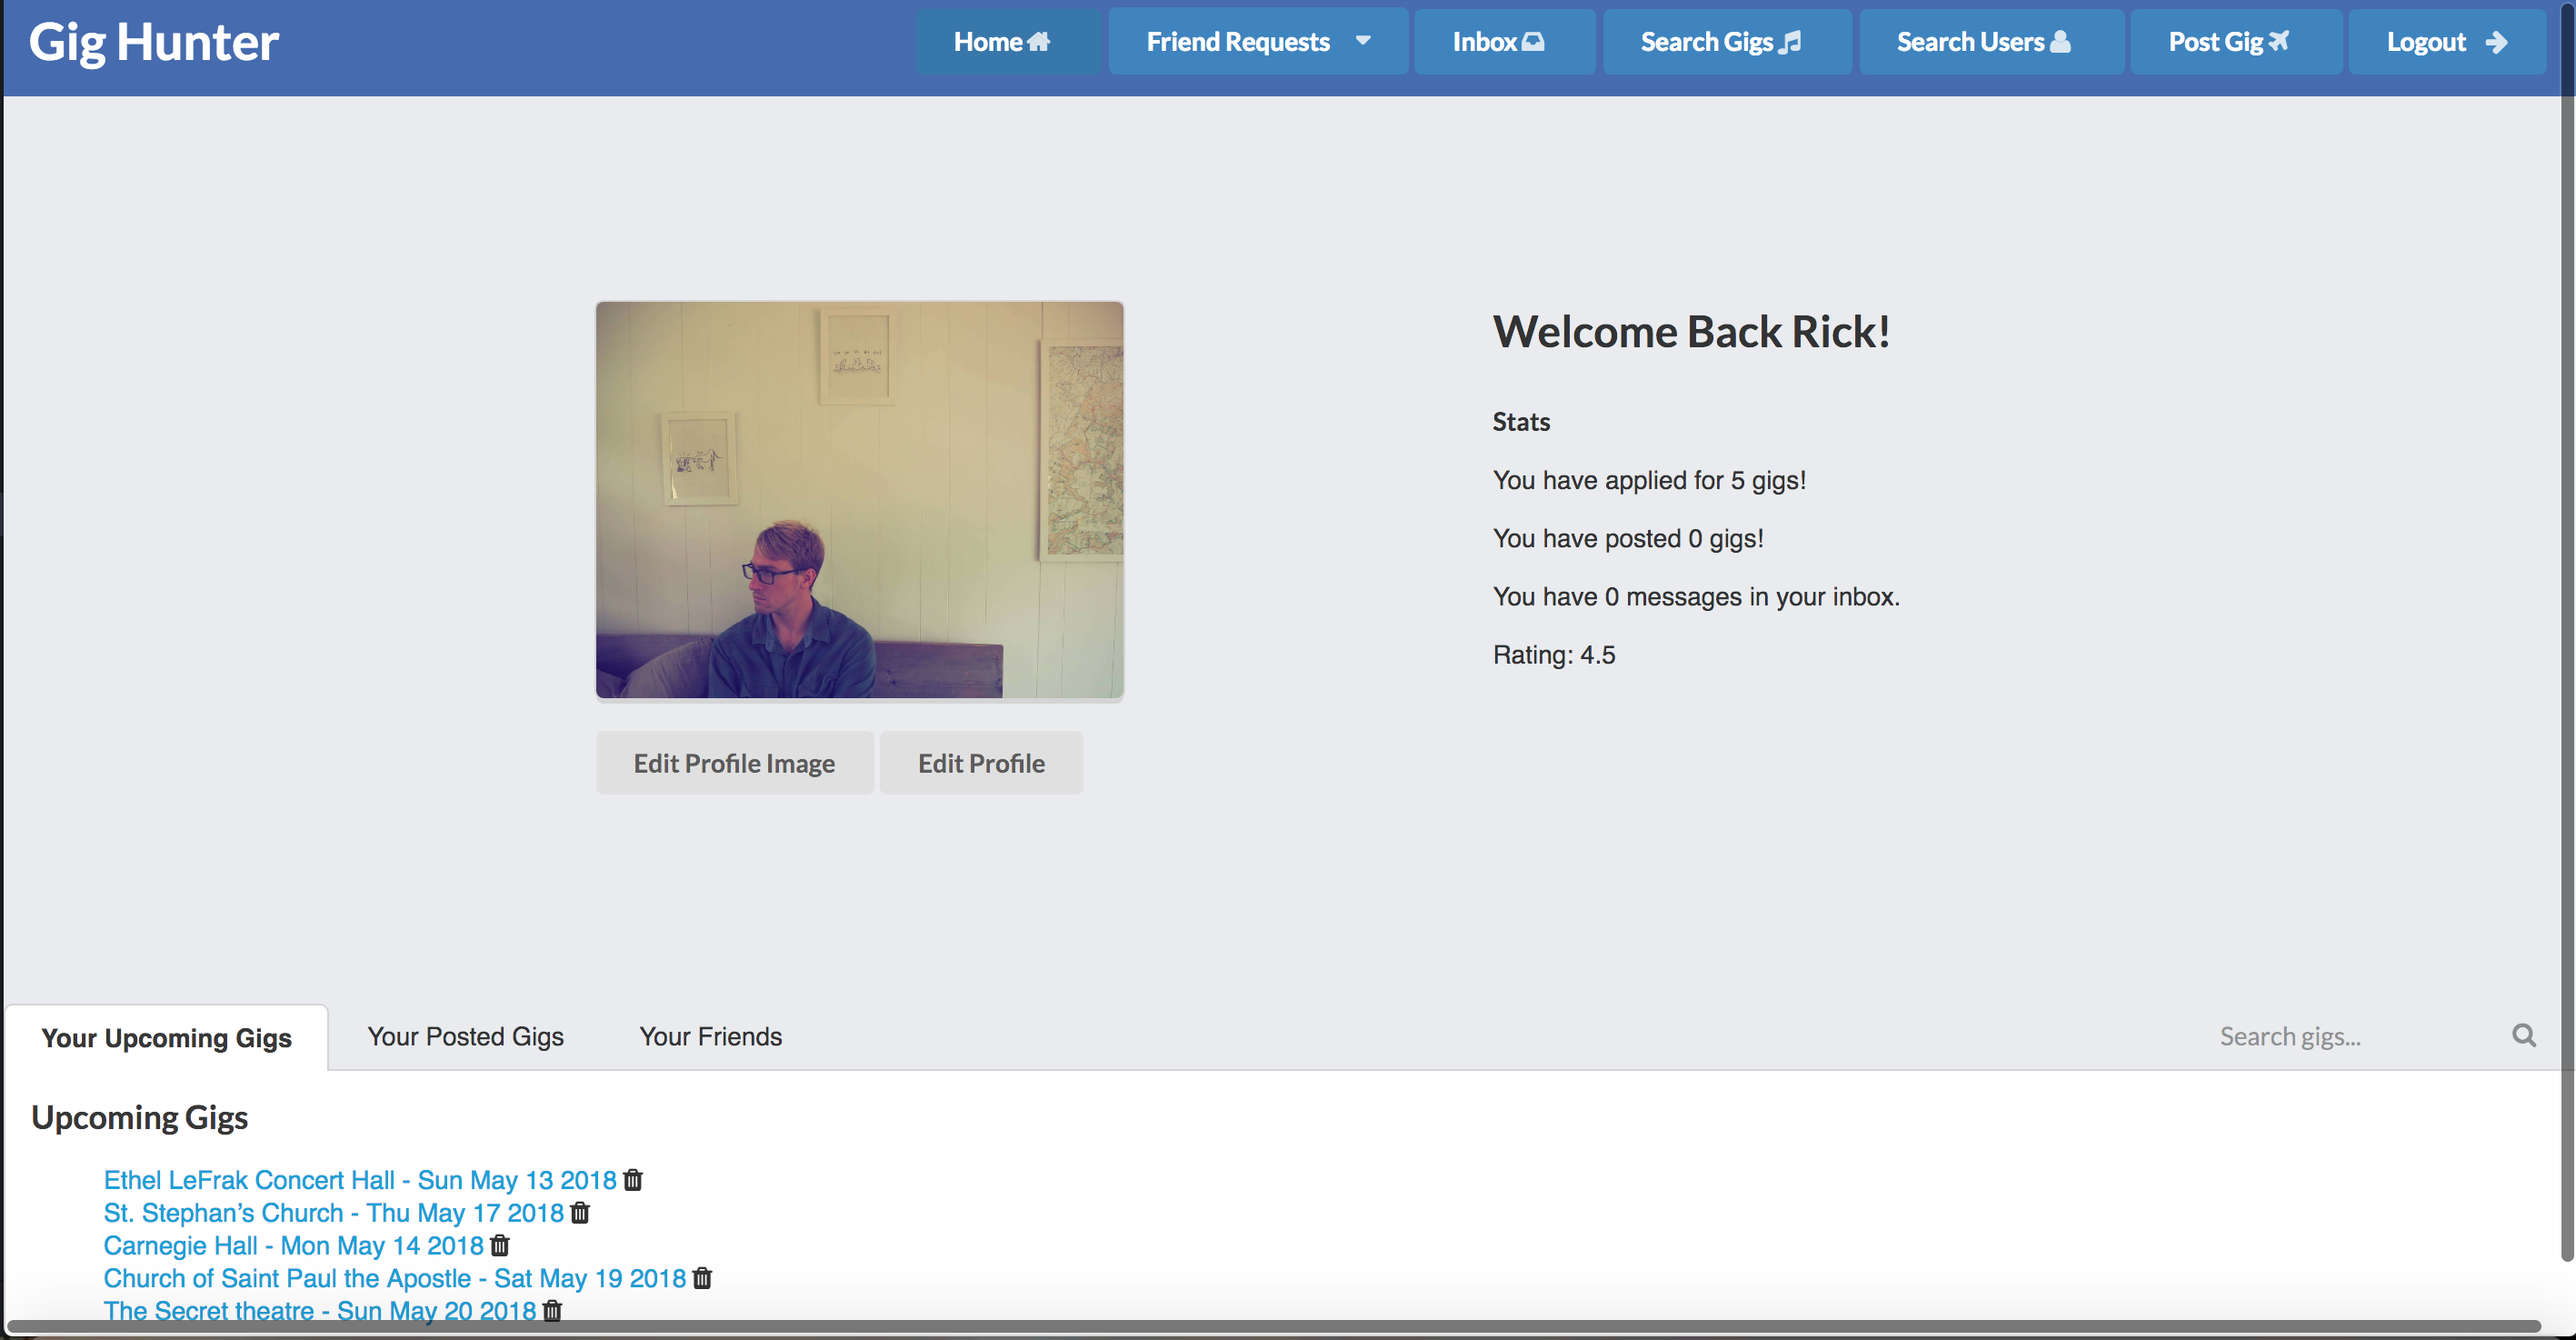 Gig Hunter
Home
Friend Requests
Inbox
Search Gigs
Search Users
Post Gig
Logout
Welcome Back Rick!
Stats
You have applied for 5 gigs!
You have posted 0 gigs!
You have 0 messages in your inbox.
Rating: 4.5
Edit Profile Image
Edit Profile
Your Upcoming Gigs
Your Posted Gigs
Your Friends
Search gigs...
Upcoming Gigs
Ethel LeFrak Concert Hall - Sun May 13 2018
St. Stephan’s Church - Thu May 17 2018
Carnegie Hall - Mon May 14 2018
Church of Saint Paul the Apostle - Sat May 19 2018
The Secret theatre - Sun May 20 2018